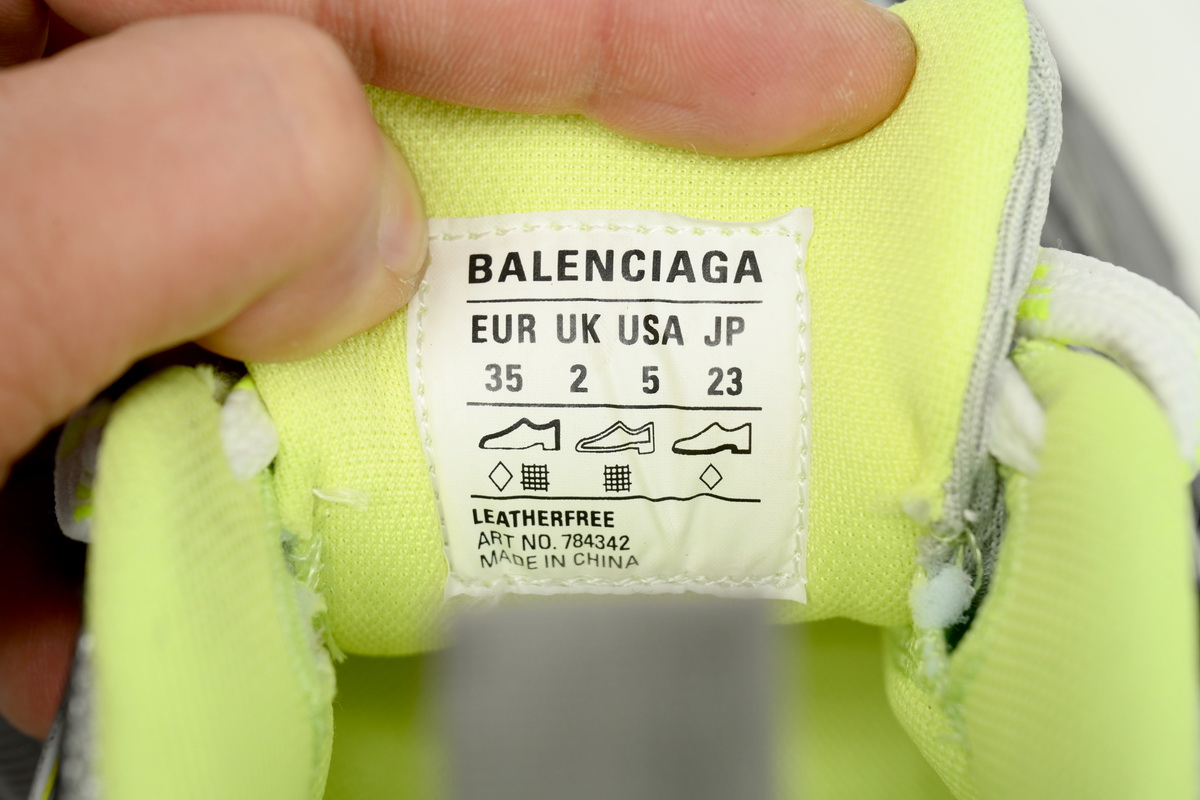 BALENCIAGA
EUR UK USA JP
35 2 5 23
LEATHERFREE
ART NO. 784342
MADE IN CHINA